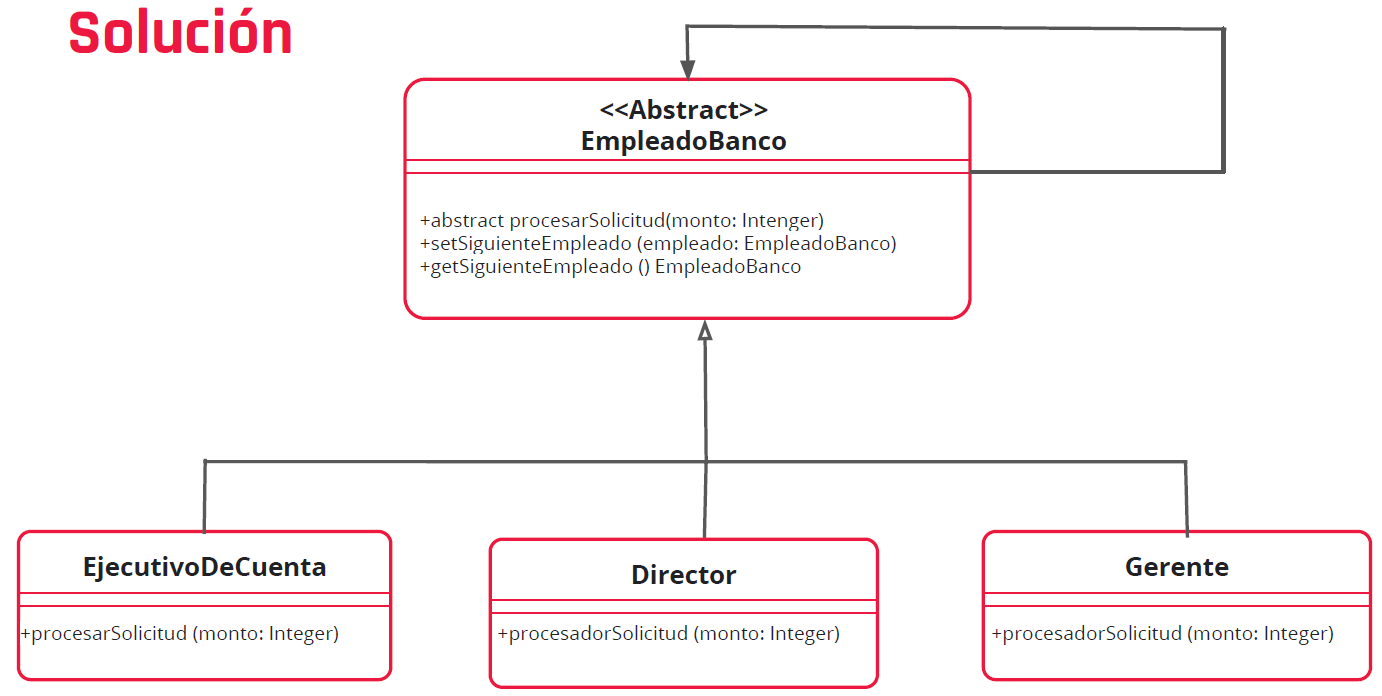 Solución
<<Abstract>>
EmpleadoBanco
+abstract procesarSolicitud(monto: Intenger)
+setSiguienteEmpleado (empleado: EmpleadoBanco)
+getSiguienteEmpleado () EmpleadoBanco
EjecutivoDeCuenta
+procesarSolicitud (monto: Integer)
Director
+procesadorSolicitud (monto: Integer)
Gerente
+procesadorSolicitud (monto: Integer)